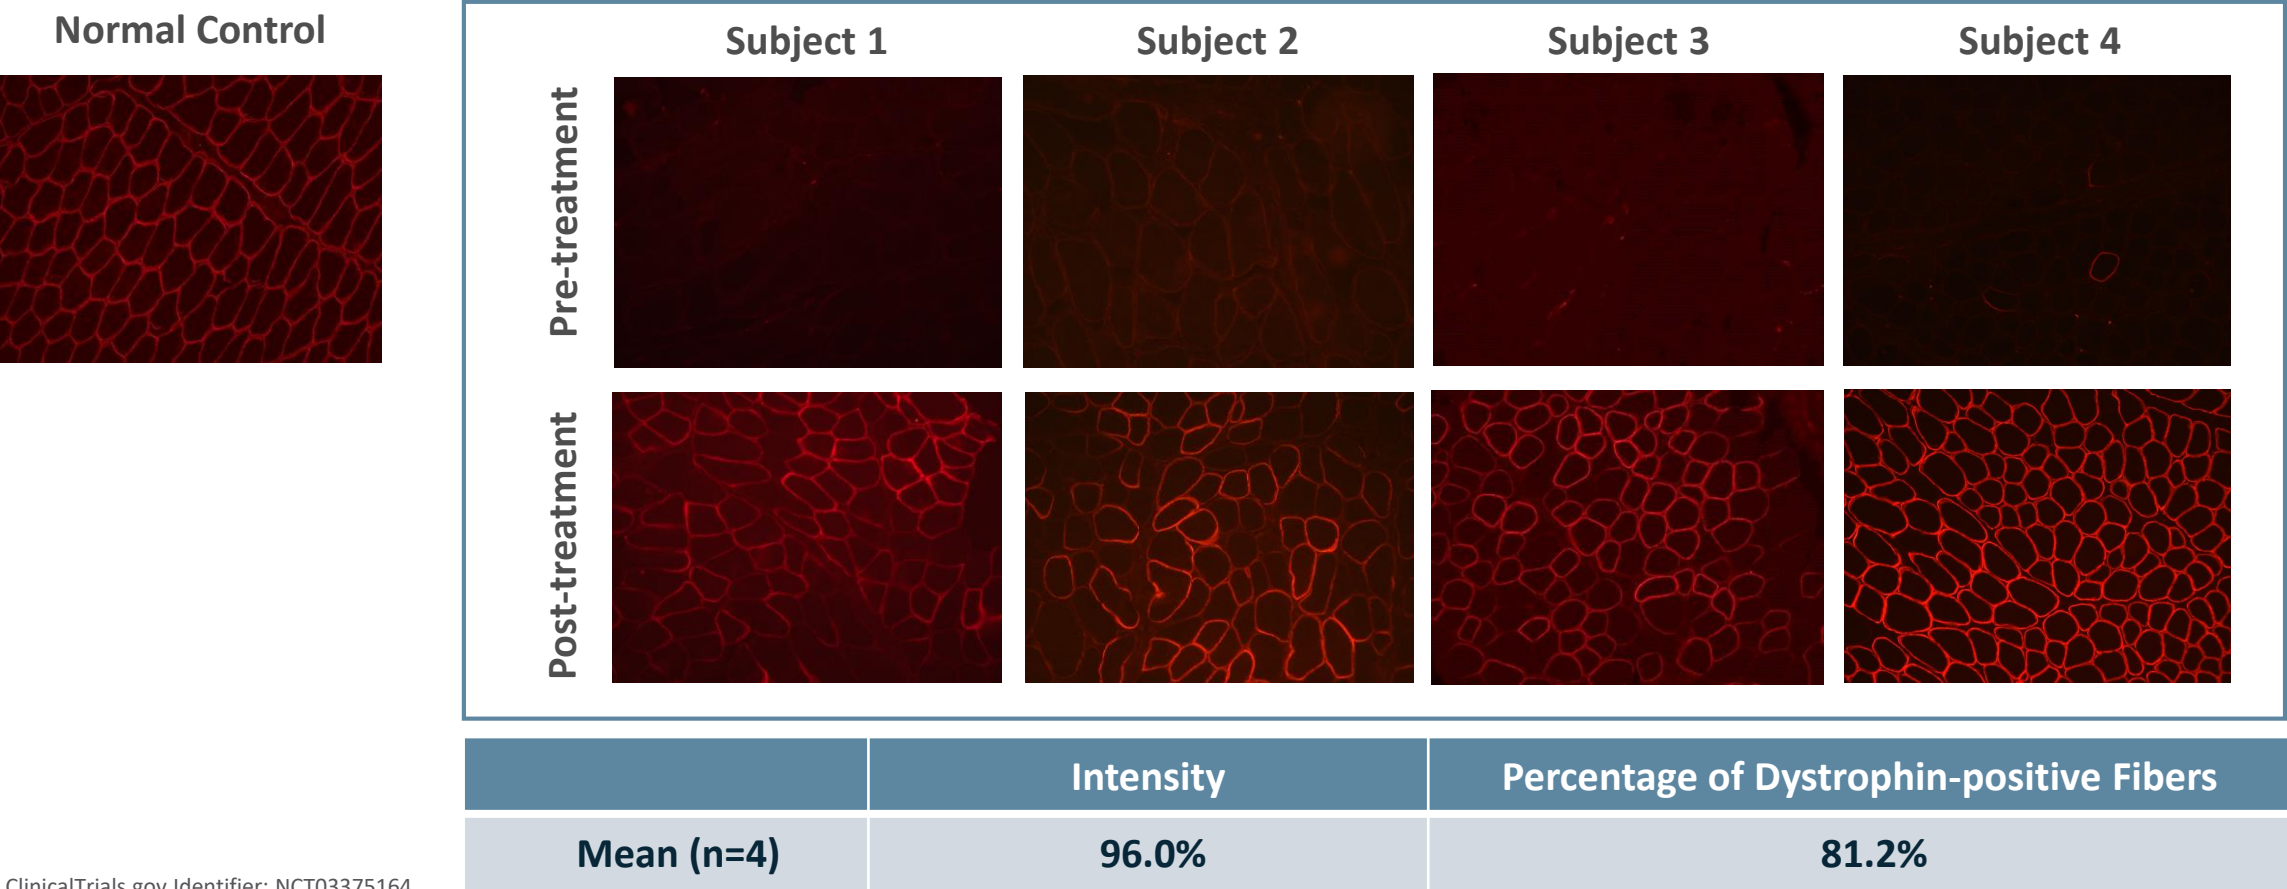 Normal Control
Subject 1
Subject 2
Subject 3
Subject 4
Pre-treatment
Post-treatment
Intensity
Percentage of Dystrophin-positive Fibers
Mean (n=4)
96.0%
81.2%
ClinicalTrials.gov Identifier: NCT03375164